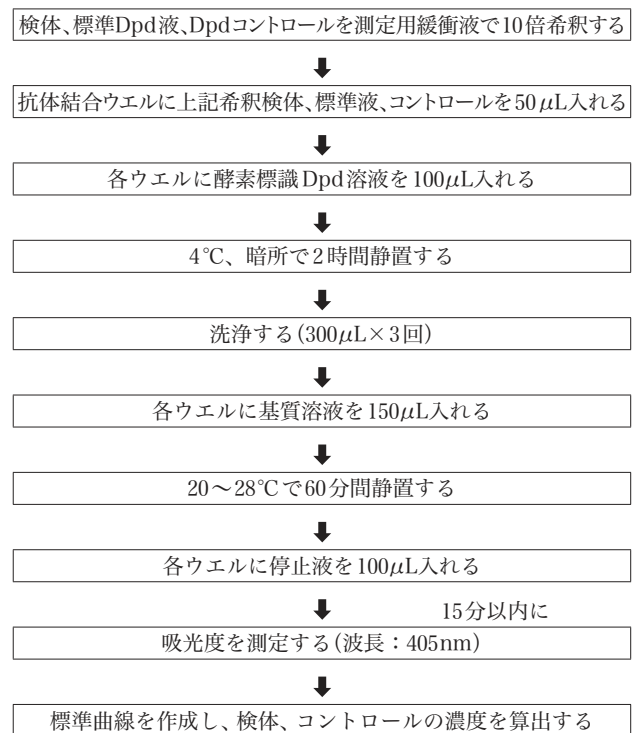 検体、標準Dpd液、Dpdコントロールを測定用緩衝液で10倍希釈する
抗体結合ウエルに上記希釈検体、標準液、コントロールを50μL入れる
各ウエルに酵素標識Dpd溶液を100μL入れる
4℃、暗所で2時間静置する
洗浄する(300μL×3回)
各ウエルに基質溶液を150μL入れる
20～28℃で60分間静置する
各ウエルに停止液を100μL入れる
15分以内に
吸光度を測定する(波長：405nm)
標準曲線を作成し、検体、コントロールの濃度を算出する